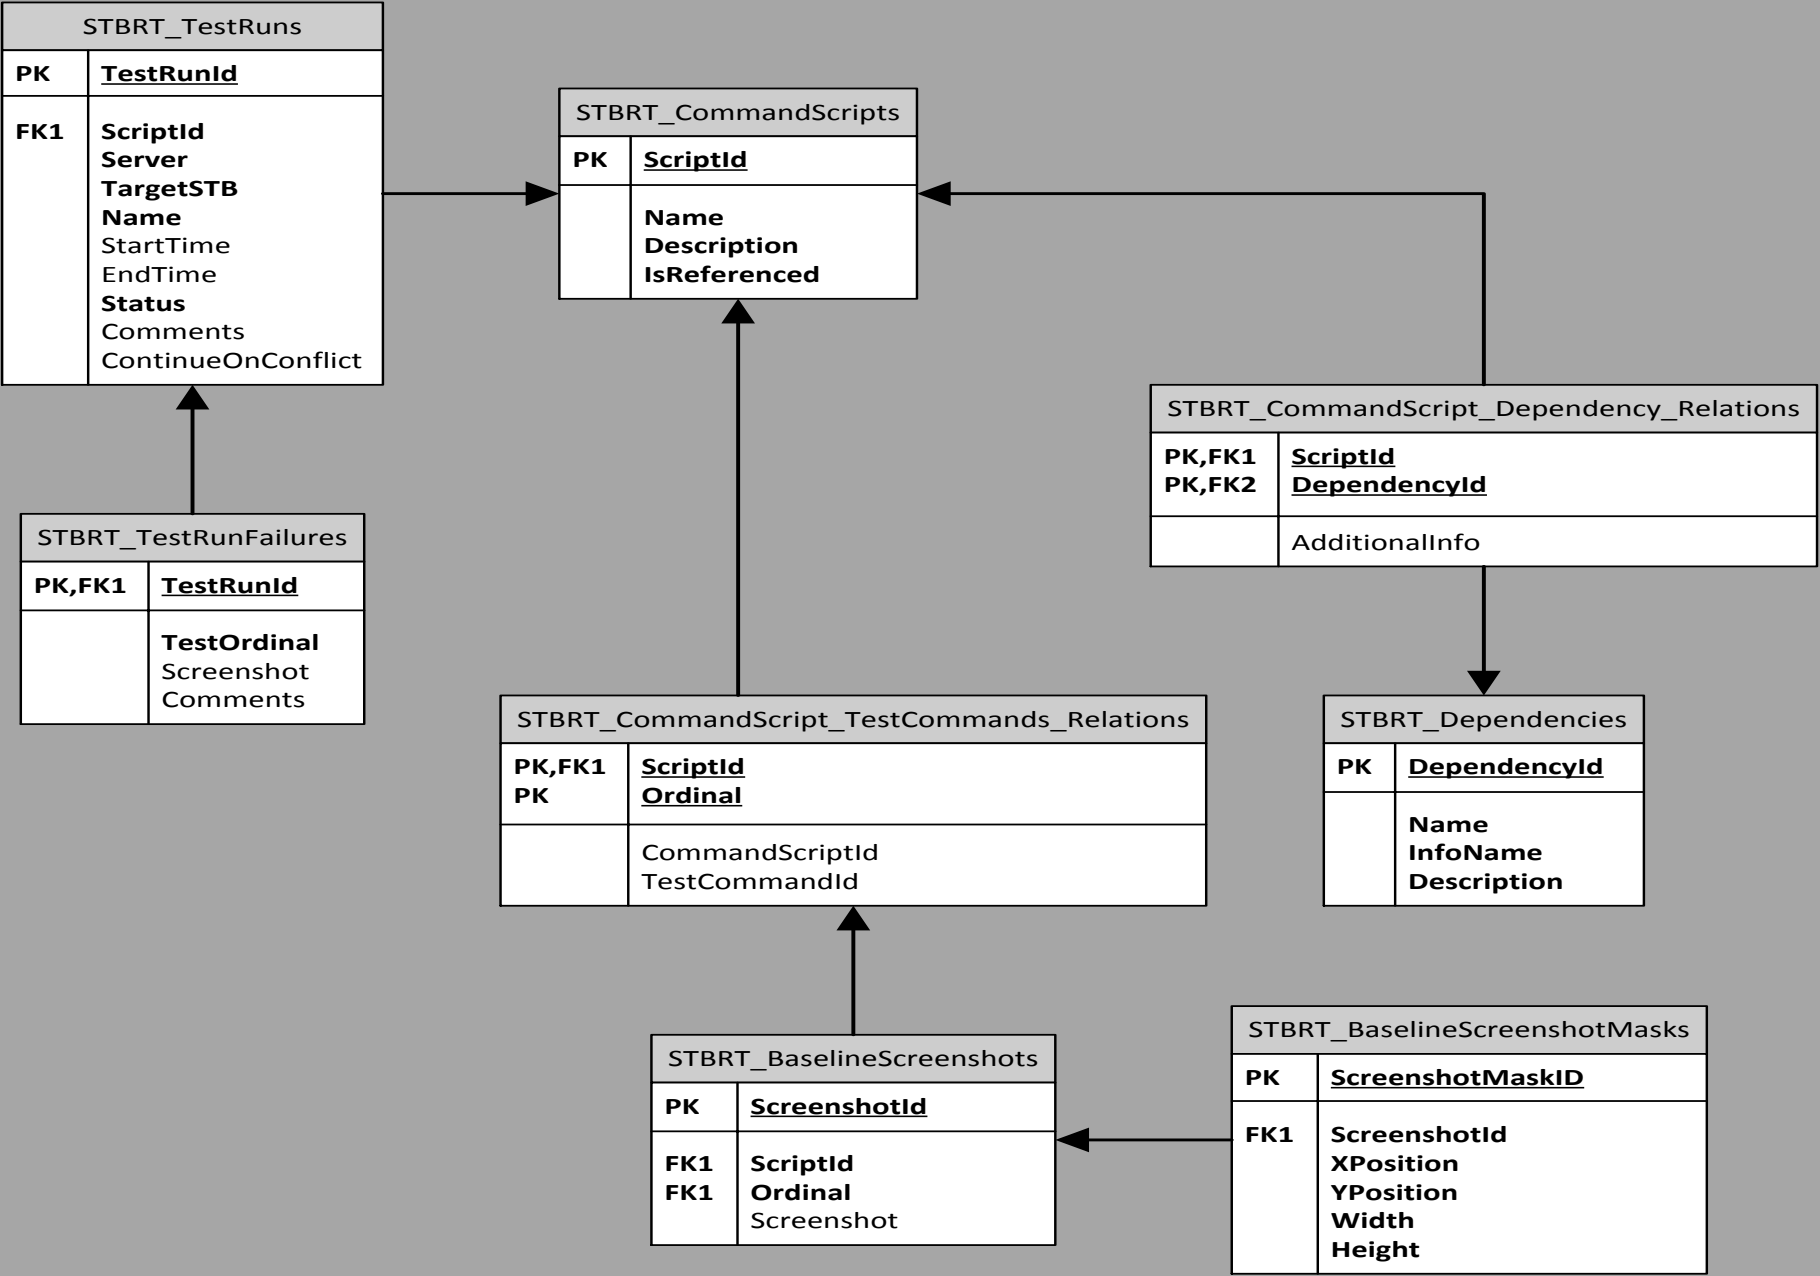 STBRT_TestRuns
PK TestRunId
FK1 ScriptId
Server
TargetSTB
Name
StartTime
EndTime
Status
Comments
ContinueOnConflict
STBRT_CommandScripts
PK ScriptId
Name
Description
IsReferenced
STBRT_CommandScript_Dependency_Relations
PK,FK1 ScriptId
PK,FK2 DependencyId
AdditionalInfo
STBRT_TestRunFailures
PK,FK1 TestRunId
TestOrdinal
Screenshot
Comments
STBRT_CommandScript_TestCommands_Relations
PK,FK1 ScriptId
PK Ordinal
CommandScriptId
TestCommandId
STBRT_Dependencies
PK DependencyId
Name
InfoName
Description
STBRT_BaselineScreenshots
PK ScreenshotId
FK1 ScriptId
FK1 Ordinal
Screenshot
STBRT_BaselineScreenshotMasks
PK ScreenshotMaskID
FK1 ScreenshotId
XPosition
YPosition
Width
Height